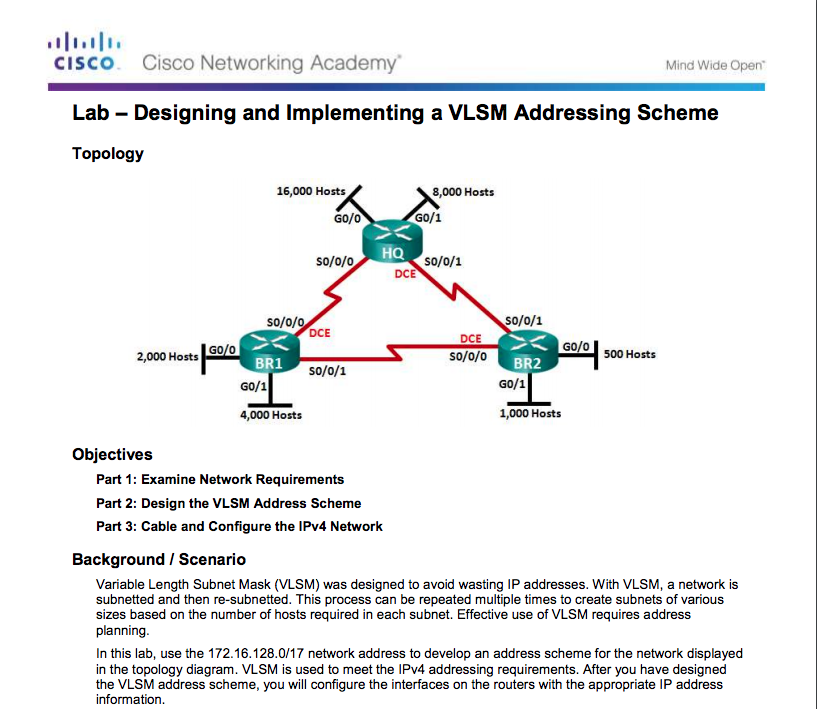 CISCO
Cisco Networking Academy®
Mind Wide Open™
Lab – Designing and Implementing a VLSM Addressing Scheme
Topology
16,000 Hosts
8,000 Hosts
G0/0
G0/1
HQ
S0/0/0
S0/0/1
DCE
S0/0/0
S0/0/1
DCE
DCE
2,000 Hosts
G0/0
BR1
S0/0/1
S0/0/0
BR2
G0/0
500 Hosts
G0/1
G0/1
4,000 Hosts
1,000 Hosts
Objectives
Part 1: Examine Network Requirements
Part 2: Design the VLSM Address Scheme
Part 3: Cable and Configure the IPv4 Network
Background / Scenario
Variable Length Subnet Mask (VLSM) was designed to avoid wasting IP addresses. With VLSM, a network is
subnetted and then re-subnetted. This process can be repeated multiple times to create subnets of various
sizes based on the number of hosts required in each subnet. Effective use of VLSM requires address
planning.
In this lab, use the 172.16.128.0/17 network address to develop an address scheme for the network displayed
in the topology diagram. VLSM is used to meet the IPv4 addressing requirements. After you have designed
the VLSM address scheme, you will configure the interfaces on the routers with the appropriate IP address
information.